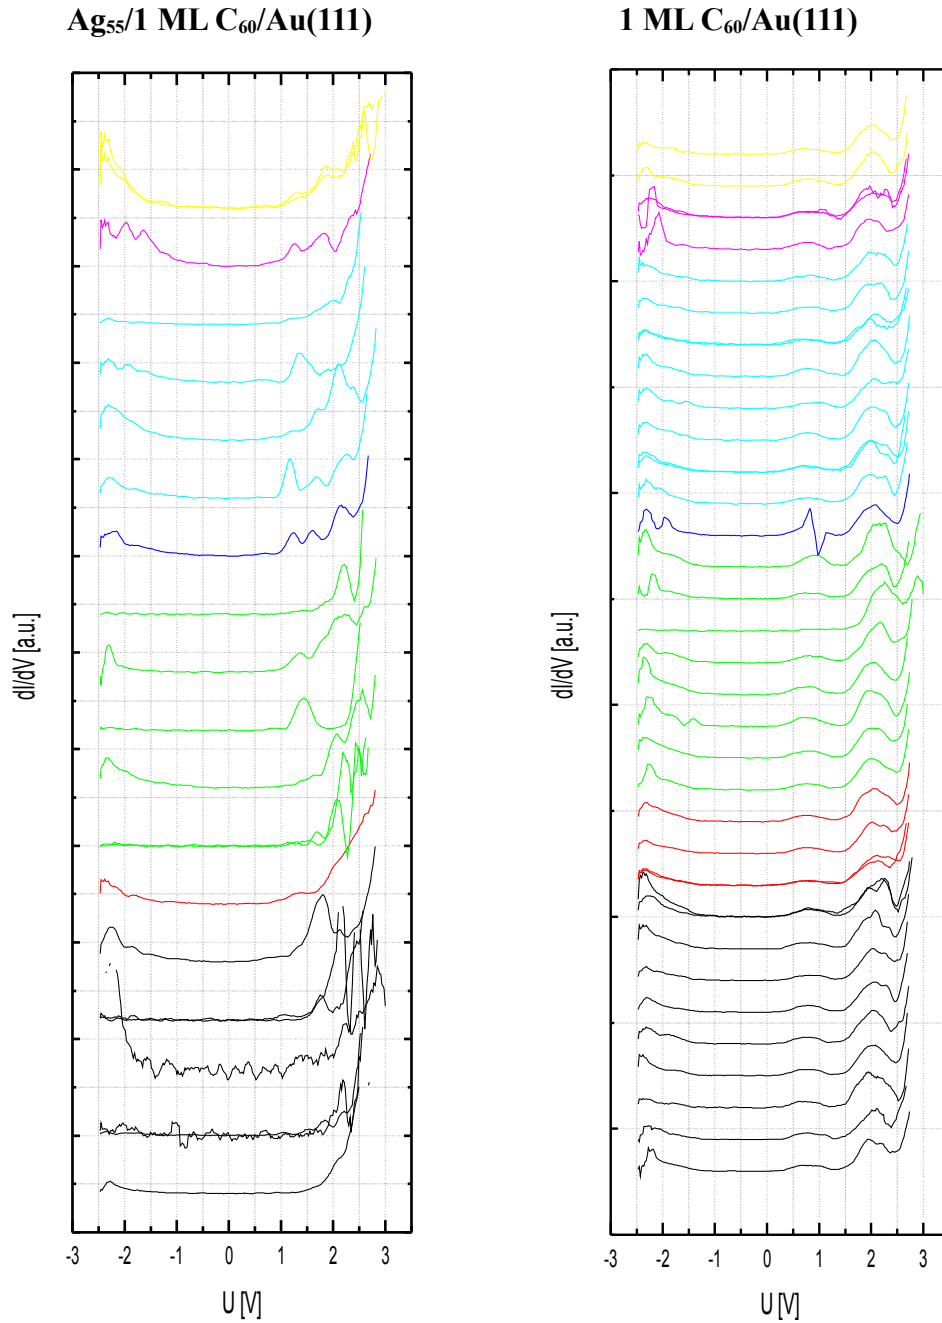 Ag₅₅/1 ML C₆₀/Au(111)
1 ML C₆₀/Au(111)
dI/dV [a.u.]
dI/dV [a.u.]
-3 -2 -1 0 1 2 3
-3 -2 -1 0 1 2 3
U [V]
U [V]